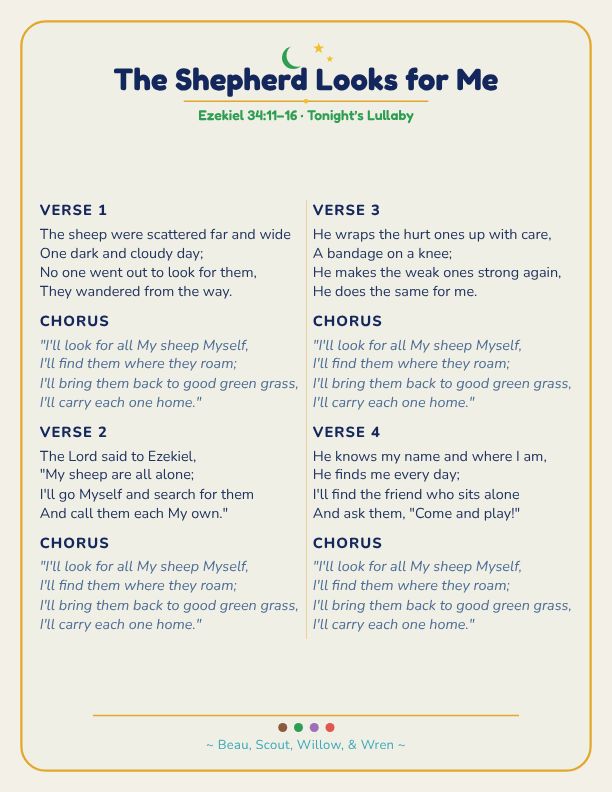 The Shepherd Looks for Me
Ezekiel 34:11–16 · Tonight's Lullaby
VERSE 1
The sheep were scattered far and wide
One dark and cloudy day;
No one went out to look for them,
They wandered from the way.
CHORUS
"I'll look for all My sheep Myself,
I'll find them where they roam;
I'll bring them back to good green grass,
I'll carry each one home."
VERSE 2
The Lord said to Ezekiel,
"My sheep are all alone;
I'll go Myself and search for them
And call them each My own."
CHORUS
"I'll look for all My sheep Myself,
I'll find them where they roam;
I'll bring them back to good green grass,
I'll carry each one home."
VERSE 3
He wraps the hurt ones up with care,
A bandage on a knee;
He makes the weak ones strong again,
He does the same for me.
CHORUS
"I'll look for all My sheep Myself,
I'll find them where they roam;
I'll bring them back to good green grass,
I'll carry each one home."
VERSE 4
He knows my name and where I am,
He finds me every day;
I'll find the friend who sits alone
And ask them, "Come and play!"
CHORUS
"I'll look for all My sheep Myself,
I'll find them where they roam;
I'll bring them back to good green grass,
I'll carry each one home."
~ Beau, Scout, Willow, & Wren ~